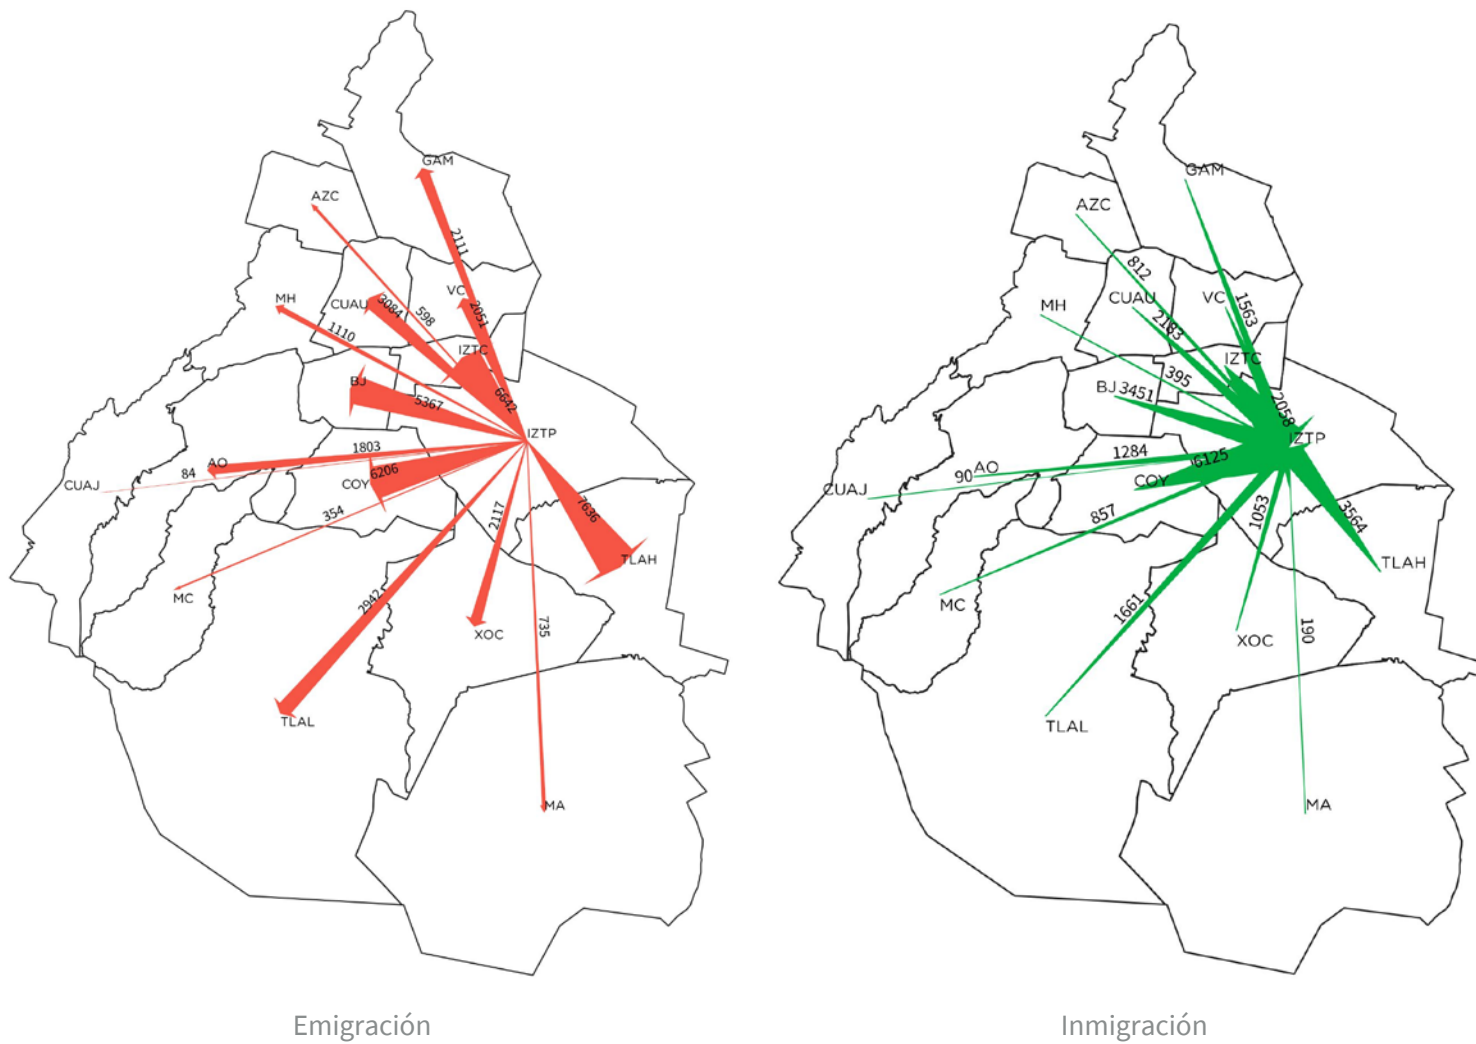 GAM
AZC
2111
MH
CUAU
3084
VC
2051
598
1110
IZTC
BJ
5367
6642
IZTP
1803
AO
84
CUAJ
COY
6206
354
2117
7636
TLAH
MC
2942
XOC
735
TLAL
MA
Emigración
GAM
AZC
812
MH
CUAU
2183
VC
1563
IZTC
395
BJ
3451
2058
IZTP
1284
6125
AO
90
CUAJ
COY
857
1053
3564
TLAH
MC
1661
XOC
190
TLAL
MA
Inmigración